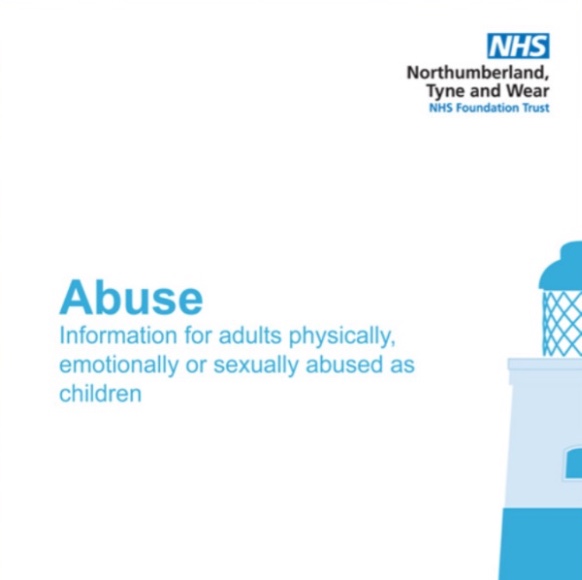 NHS
Northumberland,
Tyne and Wear
NHS Foundation Trust
Abuse
Information for adults physically,
emotionally or sexually abused as
children